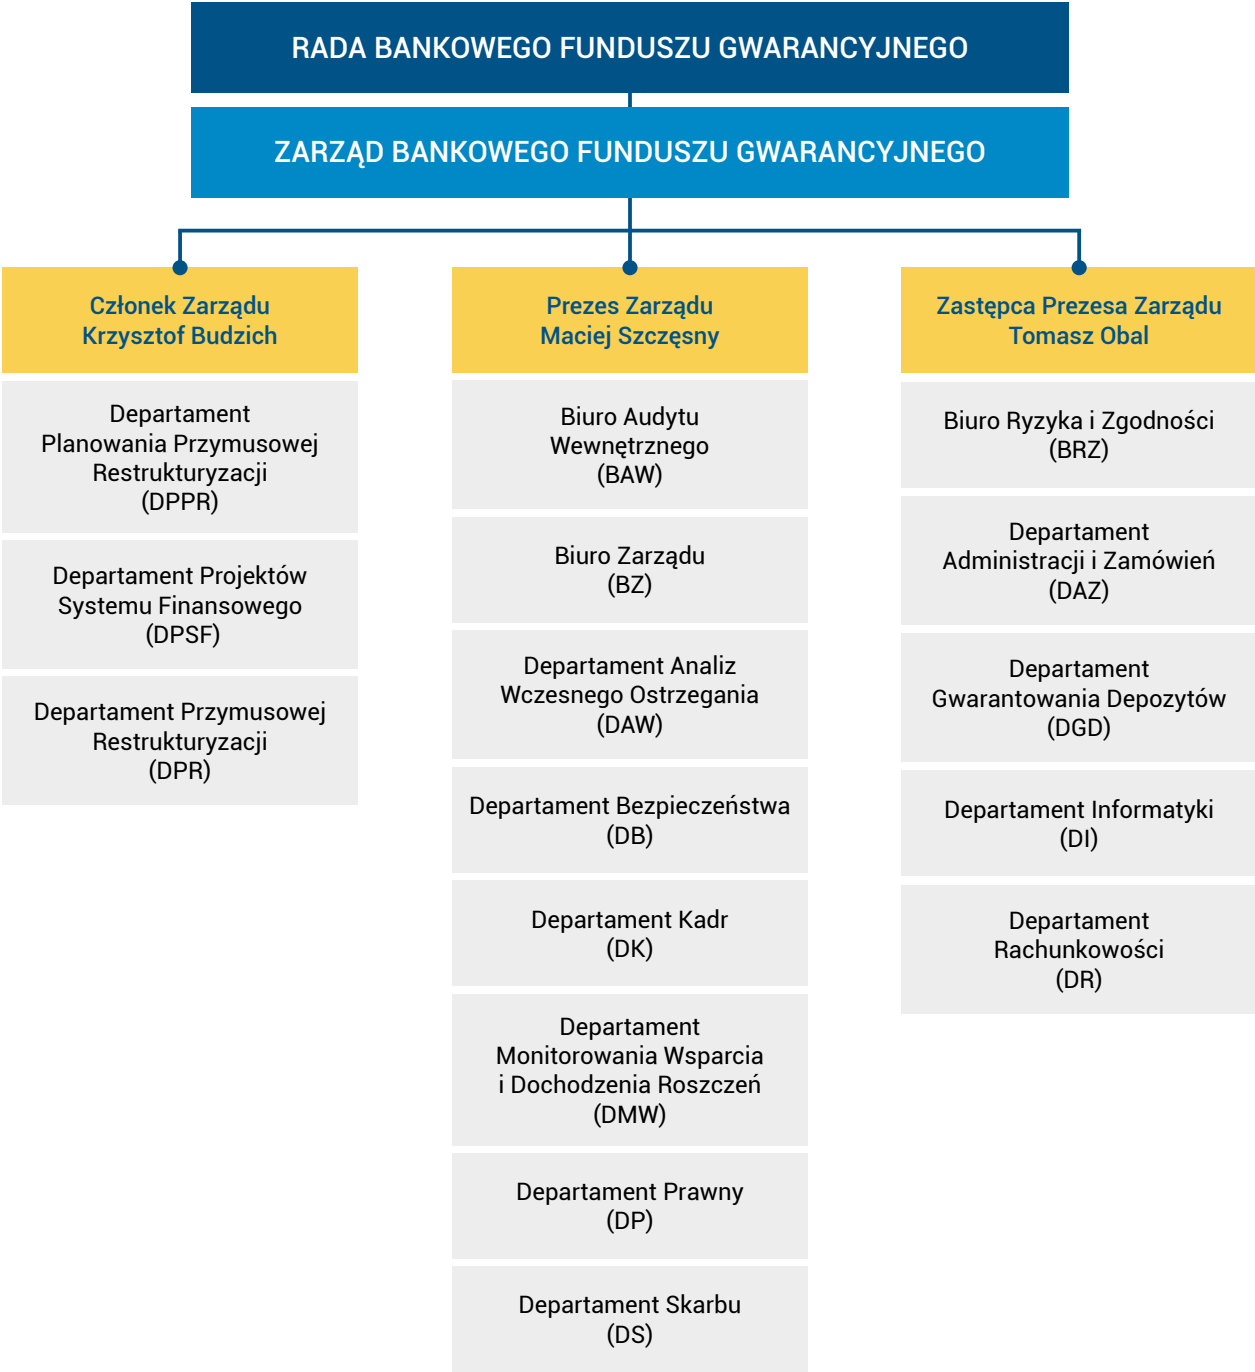 RADA BANKOWEGO FUNDUSZU GWARANCYJNEGO
ZARZĄD BANKOWEGO FUNDUSZU GWARANCYJNEGO
Członek Zarządu
Krzysztof Budzich
Departament
Planowania Przymusowej
Restrukturyzacji
(DPPR)
Departament Projektów
Systemu Finansowego
(DPSF)
Departament Przymusowej
Restrukturyzacji
(DPR)
Prezes Zarządu
Maciej Szczęsny
Biuro Audytu
Wewnętrznego
(BAW)
Biuro Zarządu
(BZ)
Departament Analiz
Wczesnego Ostrzegania
(DAW)
Departament Bezpieczeństwa
(DB)
Departament Kadr
(DK)
Departament
Monitorowania Wsparcia
i Dochodzenia Roszczeń
(DMW)
Departament Prawny
(DP)
Departament Skarbu
(DS)
Zastępca Prezesa Zarządu
Tomasz Obal
Biuro Ryzyka i Zgodności
(BRZ)
Departament
Administracji i Zamówień
(DAZ)
Departament
Gwarantowania Depozytów
(DGD)
Departament Informatyki
(DI)
Departament
Rachunkowości
(DR)